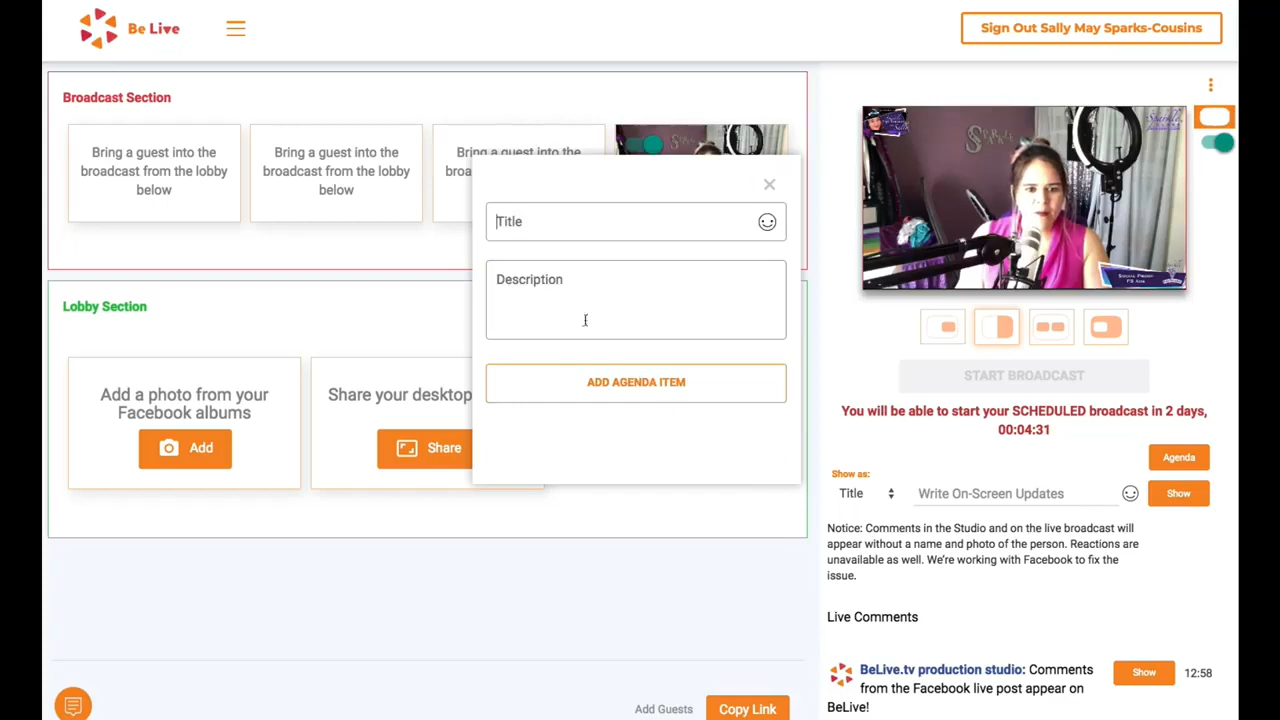 Be Live
Sign Out Sally May Sparks-Cousins
Broadcast Section
Bring a guest into the
broadcast from the lobby
below
Bring a guest into the
broadcast from the lobby
below
Bring a guest into the
broa
Title
Description
ADD AGENDA ITEM
Lobby Section
Add a photo from your
Facebook albums
Add
Share your desktop
Share
SPARKLE
SOCIAL PROOF
START BROADCAST
You will be able to start your SCHEDULED broadcast in 2 days,
00:04:31
Agenda
Show as:
Title
Write On-Screen Updates
Show
Notice: Comments in the Studio and on the live broadcast will
appear without a name and photo of the person. Reactions are
unavailable as well. We're working with Facebook to fix the
issue.
Live Comments
BeLive.tv production studio: Comments
from the Facebook live post appear on
BeLive!
Show
12:58
Add Guests
Copy Link